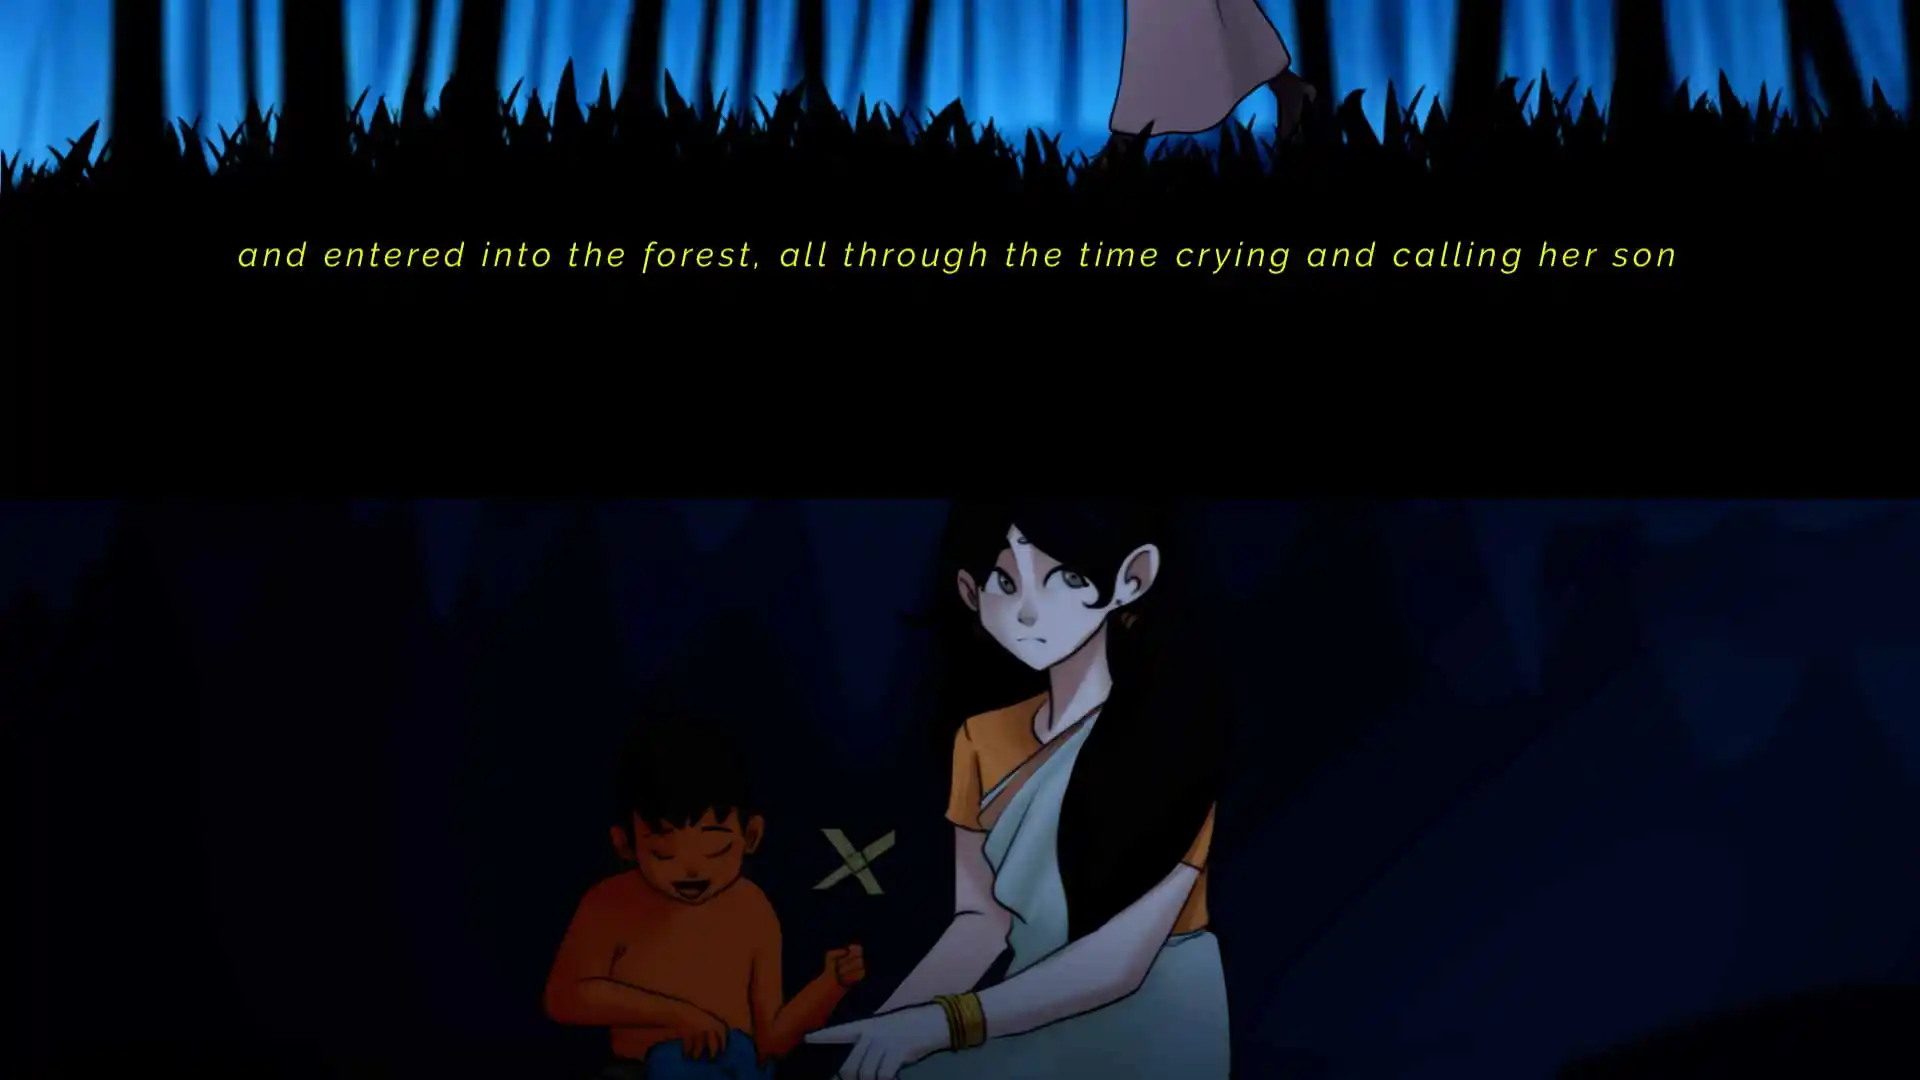 and entered into the forest, all through the time crying and calling her son